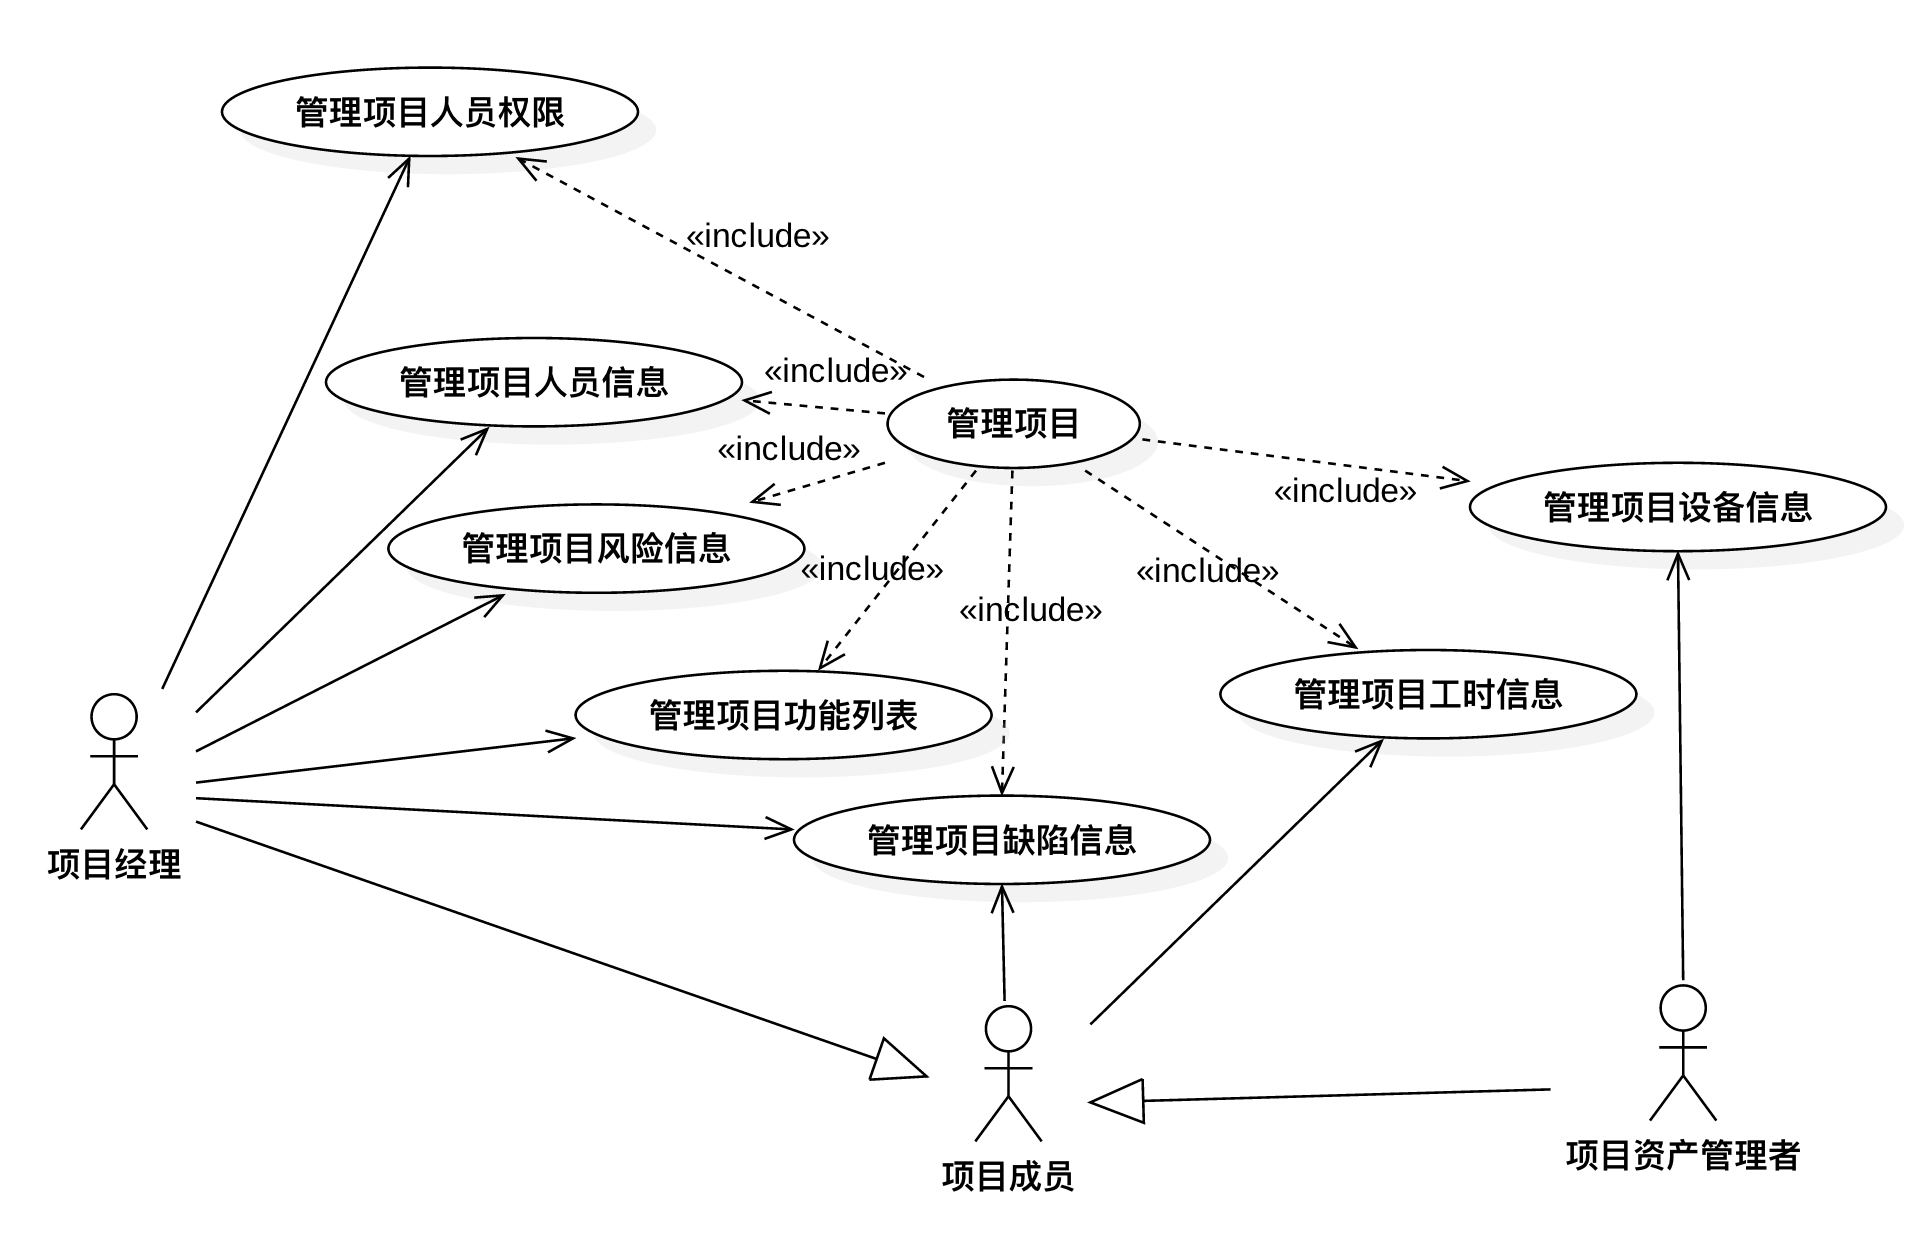 管理项目人员权限
«include»
管理项目人员信息
«include»
管理项目
«include»
«include»
管理项目设备信息
管理项目风险信息
«include»
«include»
«include»
管理项目功能列表
管理项目工时信息
管理项目缺陷信息
项目经理
项目成员
项目资产管理者